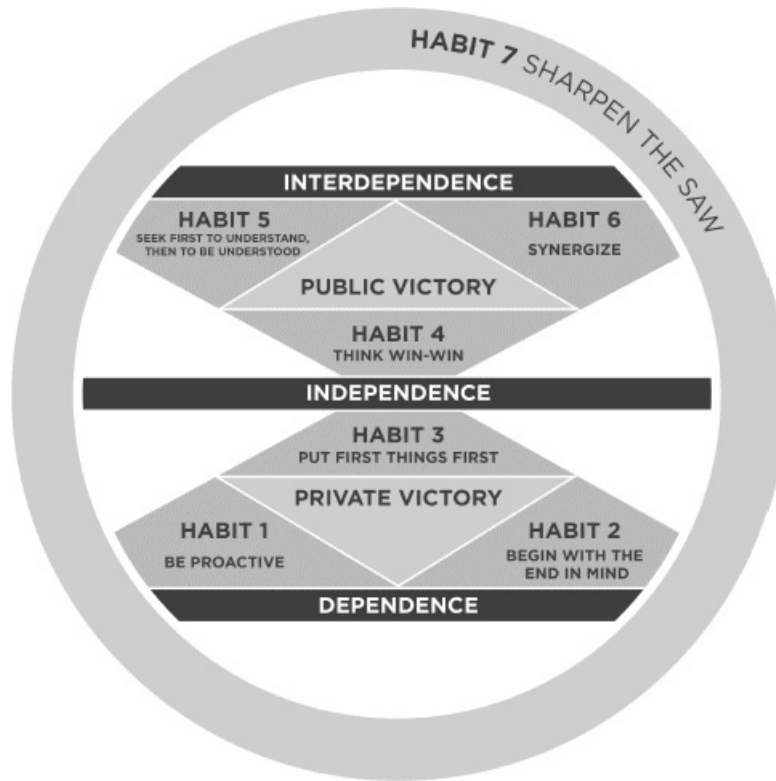 HABIT 7 SHARPEN THE SAW
INTERDEPENDENCE
HABIT 5
SEEK FIRST TO UNDERSTAND,
THEN TO BE UNDERSTOOD
HABIT 6
SYNERGIZE
PUBLIC VICTORY
HABIT 4
THINK WIN-WIN
INDEPENDENCE
HABIT 3
PUT FIRST THINGS FIRST
PRIVATE VICTORY
HABIT 1
BE PROACTIVE
HABIT 2
BEGIN WITH THE
END IN MIND
DEPENDENCE